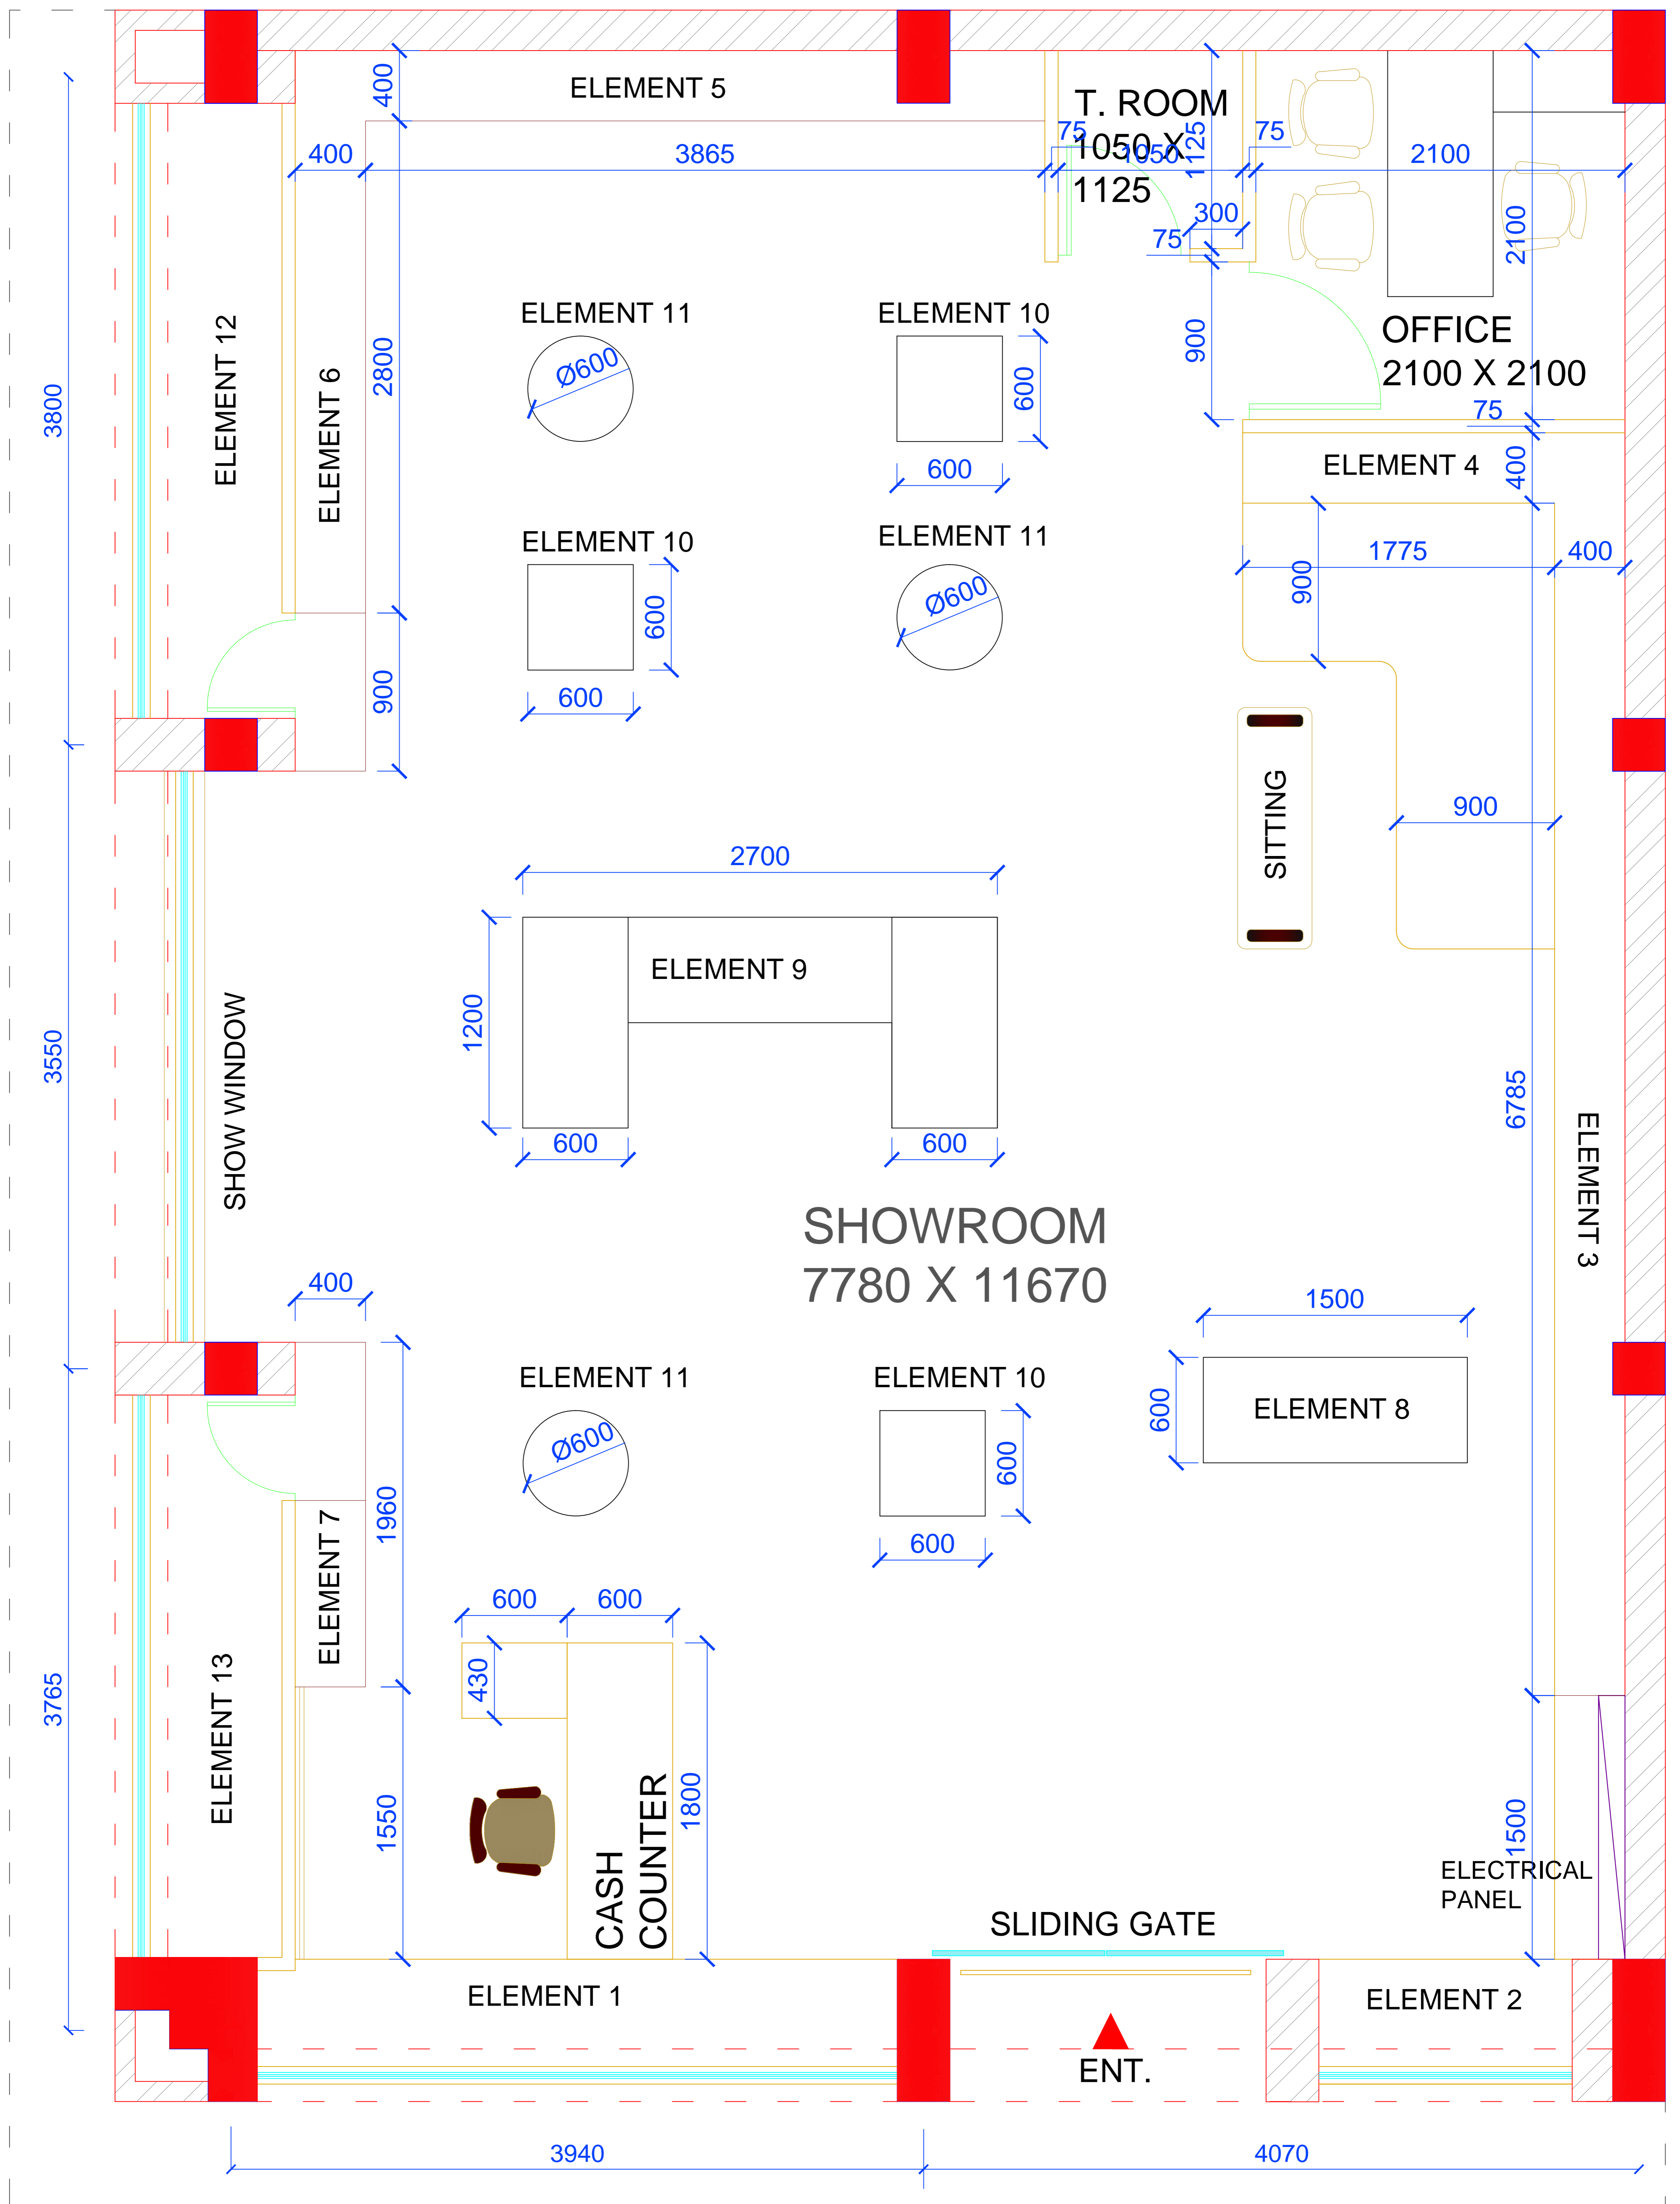 ELEMENT 5
400
T. ROOM
1050 X
1125
75
1050
1125
75
400
3865
2100
300
75
2100
ELEMENT 11
ELEMENT 10
OFFICE
2100 X 2100
ELEMENT 12
ELEMENT 6
2800
Ø600
600
900
3800
75
600
ELEMENT 4
400
ELEMENT 10
ELEMENT 11
1775
400
900
Ø600
600
600
900
SITTING
900
2700
ELEMENT 9
1200
SHOW WINDOW
3550
600
600
6785
ELEMENT 3
SHOWROOM
7780 X 11670
400
1500
ELEMENT 11
ELEMENT 10
600
ELEMENT 8
Ø600
600
600
1960
ELEMENT 7
600
600
430
ELEMENT 13
3765
1550
1800
CASH
COUNTER
1500
ELECTRICAL
PANEL
SLIDING GATE
ELEMENT 1
ELEMENT 2
ENT.
3940
4070